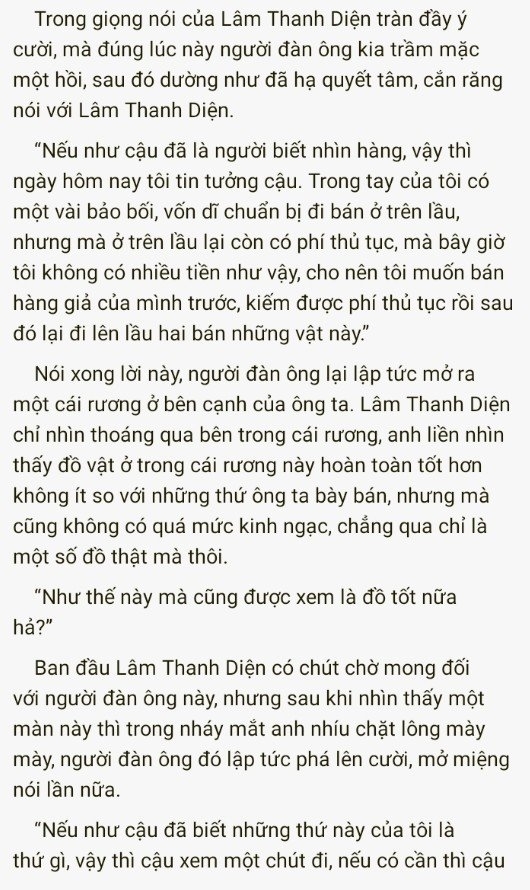 Trong giọng nói của Lâm Thanh Diện tràn đầy ý
cười, mà đúng lúc này người đàn ông kia trầm mặc
một hồi, sau đó dường như đã hạ quyết tâm, cắn răng
nói với Lâm Thanh Diện.
“Nếu như cậu đã là người biết nhìn hàng, vậy thì
ngày hôm nay tôi tin tưởng cậu. Trong tay của tôi có
một vài bảo bối, vốn dĩ chuẩn bị đi bán ở trên lầu,
nhưng mà ở trên lầu lại còn có phí thủ tục, mà bây giờ
tôi không có nhiều tiền như vậy, cho nên tôi muốn bán
hàng giả của mình trước, kiếm được phí thủ tục rồi sau
đó lại đi lên lầu hai bán những vật này.”
Nói xong lời này, người đàn ông lại lập tức mở ra
một cái rương ở bên cạnh của ông ta. Lâm Thanh Diện
chỉ nhìn thoáng qua bên trong cái rương, anh liền nhìn
thấy đồ vật ở trong cái rương này hoàn toàn tốt hơn
không ít so với những thứ ông ta bày bán, nhưng mà
cũng không có quá mức kinh ngạc, chẳng qua chỉ là
một số đồ thật mà thôi.
“Như thế này mà cũng được xem là đồ tốt nữa
hả?”
Ban đầu Lâm Thanh Diện có chút chờ mong đối
với người đàn ông này, nhưng sau khi nhìn thấy một
màn này thì trong nháy mắt anh nhíu chặt lông mày
mày, người đàn ông đó lập tức phá lên cười, mở miệng
nói lần nữa.
“Nếu như cậu đã biết những thứ này của tôi là
thứ gì, vậy thì cậu xem một chút đi, nếu có cần thì cậu